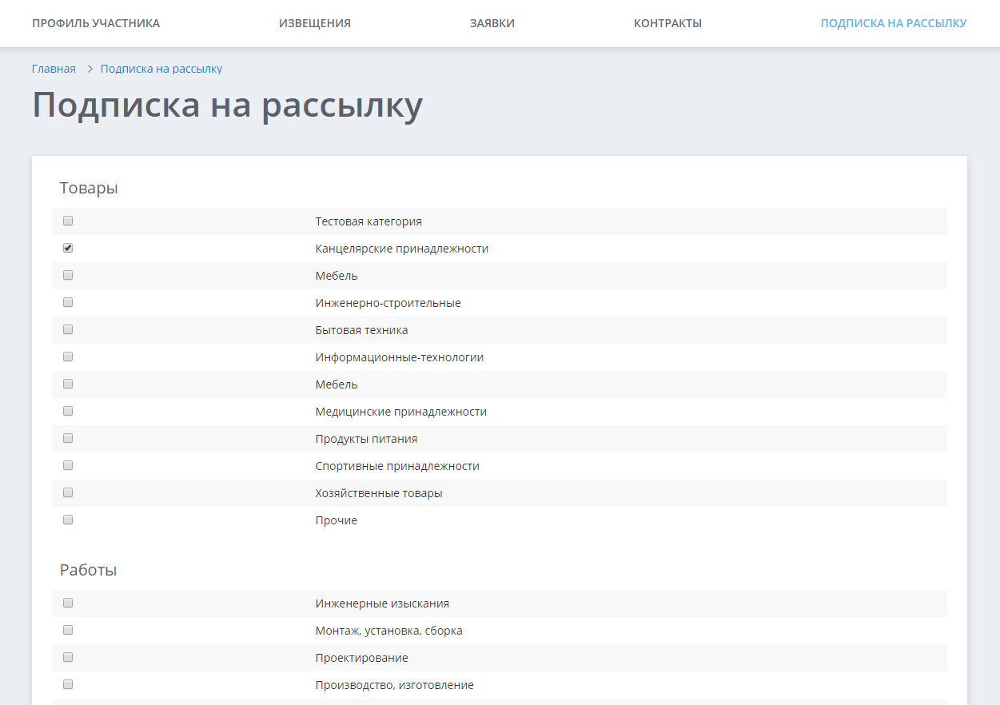 ПРОФИЛЬ УЧАСТНИКА ИЗВЕЩЕНИЯ ЗАЯВКИ КОНТРАКТЫ ПОДПИСКА НА РАССЫЛКУ
Главная > Подписка на рассылку
Подписка на рассылку
Товары
Тестовая категория
Канцелярские принадлежности
Мебель
Инженерно-строительные
Бытовая техника
Информационные-технологии
Мебель
Медицинские принадлежности
Продукты питания
Спортивные принадлежности
Хозяйственные товары
Прочие
Работы
Инженерные изыскания
Монтаж, установка, сборка
Проектирование
Производство, изготовление